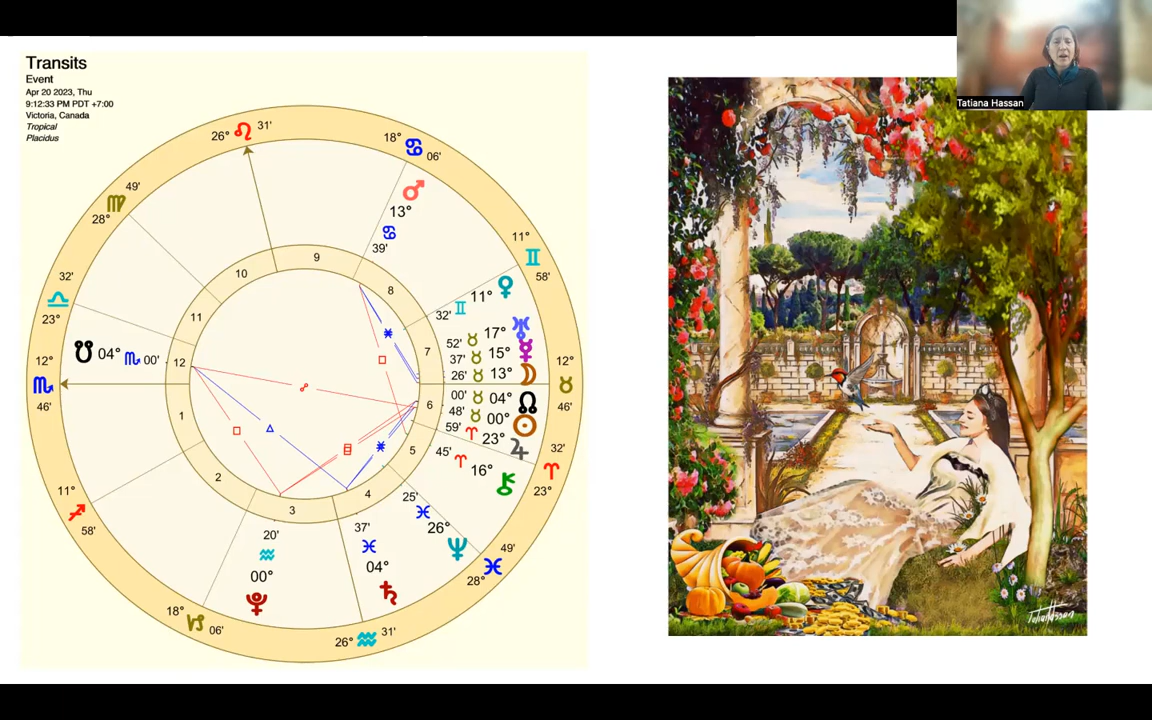 Transits
Event
Apr 20 2023, Thu
9:12:33 PM PDT +7:00
Victoria, Canada
Tropical
Placidus
26° ♌ 31'
18° ♋ 06'
11° ♊ 58'
12° ♉ 46'
23° ♈ 32'
28° ♓ 49'
26° ♒ 31'
18° ♑ 06'
11° ♐ 58'
12° ♏ 46'
23° ♎ 32'
28° ♍ 49'
♂ 13° ♋ 39'
♀ 11° ♊ 32'
♅ 17° ♉ 52'
☿ 15° ♉ 37'
☽ 13° ♉ 26'
☊ 04° ♉ 00'
☉ 00° ♉ 48'
♃ 23° ♈ 59'
⚷ 16° ♈ 45'
♆ 26° ♓ 25'
♄ 04° ♓ 37'
♇ 00° ♒ 20'
☋ 04° ♏ 00'
1
2
3
4
5
6
7
8
9
10
11
12
Tatiana Hassan